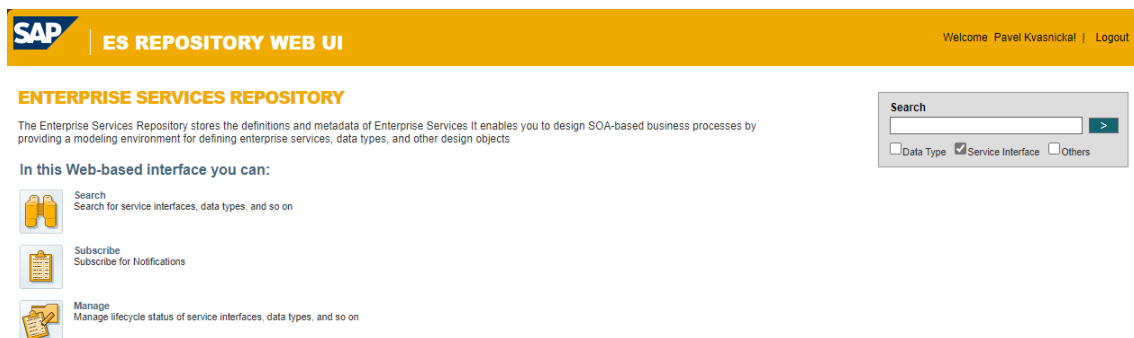 SAP
ES REPOSITORY WEB UI
Welcome Pavel Kvasnicka! | Logout
ENTERPRISE SERVICES REPOSITORY
The Enterprise Services Repository stores the definitions and metadata of Enterprise Services It enables you to design SOA-based business processes by
providing a modeling environment for defining enterprise services, data types, and other design objects
In this Web-based interface you can:
Search
Search for service interfaces, data types, and so on
Subscribe
Subscribe for Notifications
Manage
Manage lifecycle status of service interfaces, data types, and so on
Search
>
Data Type Service Interface Others